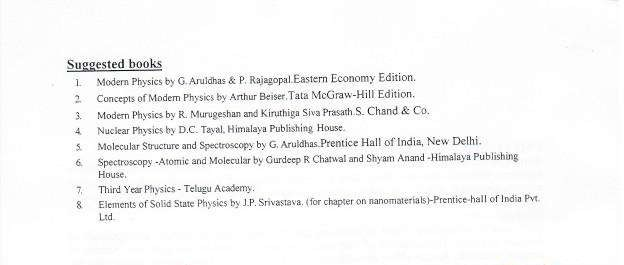 Suggested books
1. Modern Physics by G. Aruldhas & P. Rajagopal.Eastern Economy Edition.
2. Concepts of Modern Physics by Arthur Beiser.Tata McGraw-Hill Edition.
3. Modern Physics by R. Murugeshan and Kiruthiga Siva Prasath.S. Chand & Co.
4. Nuclear Physics by D.C. Tayal, Himalaya Publishing House.
5. Molecular Structure and Spectroscopy by G. Aruldhas.Prentice Hall of India, New Delhi.
6. Spectroscopy -Atomic and Molecular by Gurdeep R Chatwal and Shyam Anand -Himalaya Publishing
House.
7. Third Year Physics - Telugu Academy.
8. Elements of Solid State Physics by J.P. Srivastava. (for chapter on nanomaterials)-Prentice-hall of India Pvt.
Ltd.